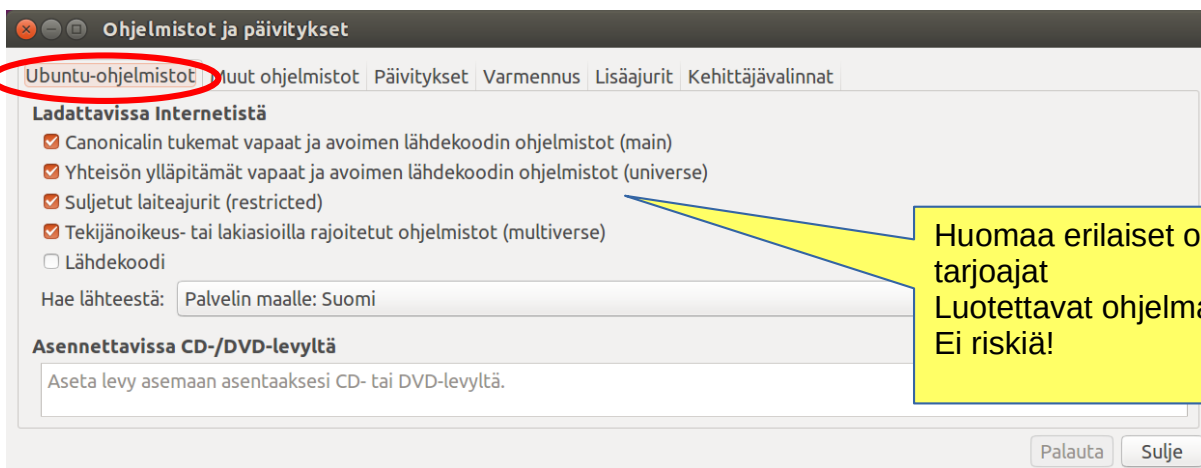 Ohjelmistot ja päivitykset
Ubuntu-ohjelmistot Muut ohjelmistot Päivitykset Varmennus Lisäajurit Kehittäjävalinnat
Ladattavissa Internetistä
Canonicalin tukemat vapaat ja avoimen lähdekoodin ohjelmistot (main)
Yhteisön ylläpitämät vapaat ja avoimen lähdekoodin ohjelmistot (universe)
Suljetut laiteajurit (restricted)
Tekijänoikeus- tai lakiasioilla rajoitetut ohjelmistot (multiverse)
Lähdekoodi
Hae lähteestä: Palvelin maalle: Suomi
Asennettavissa CD-/DVD-levyltä
Aseta levy asemaan asentaaksesi CD- tai DVD-levyltä.
Huomaa erilaiset
tarjoajat
Luotettavat
Ei riskiä!
Palauta Sulje